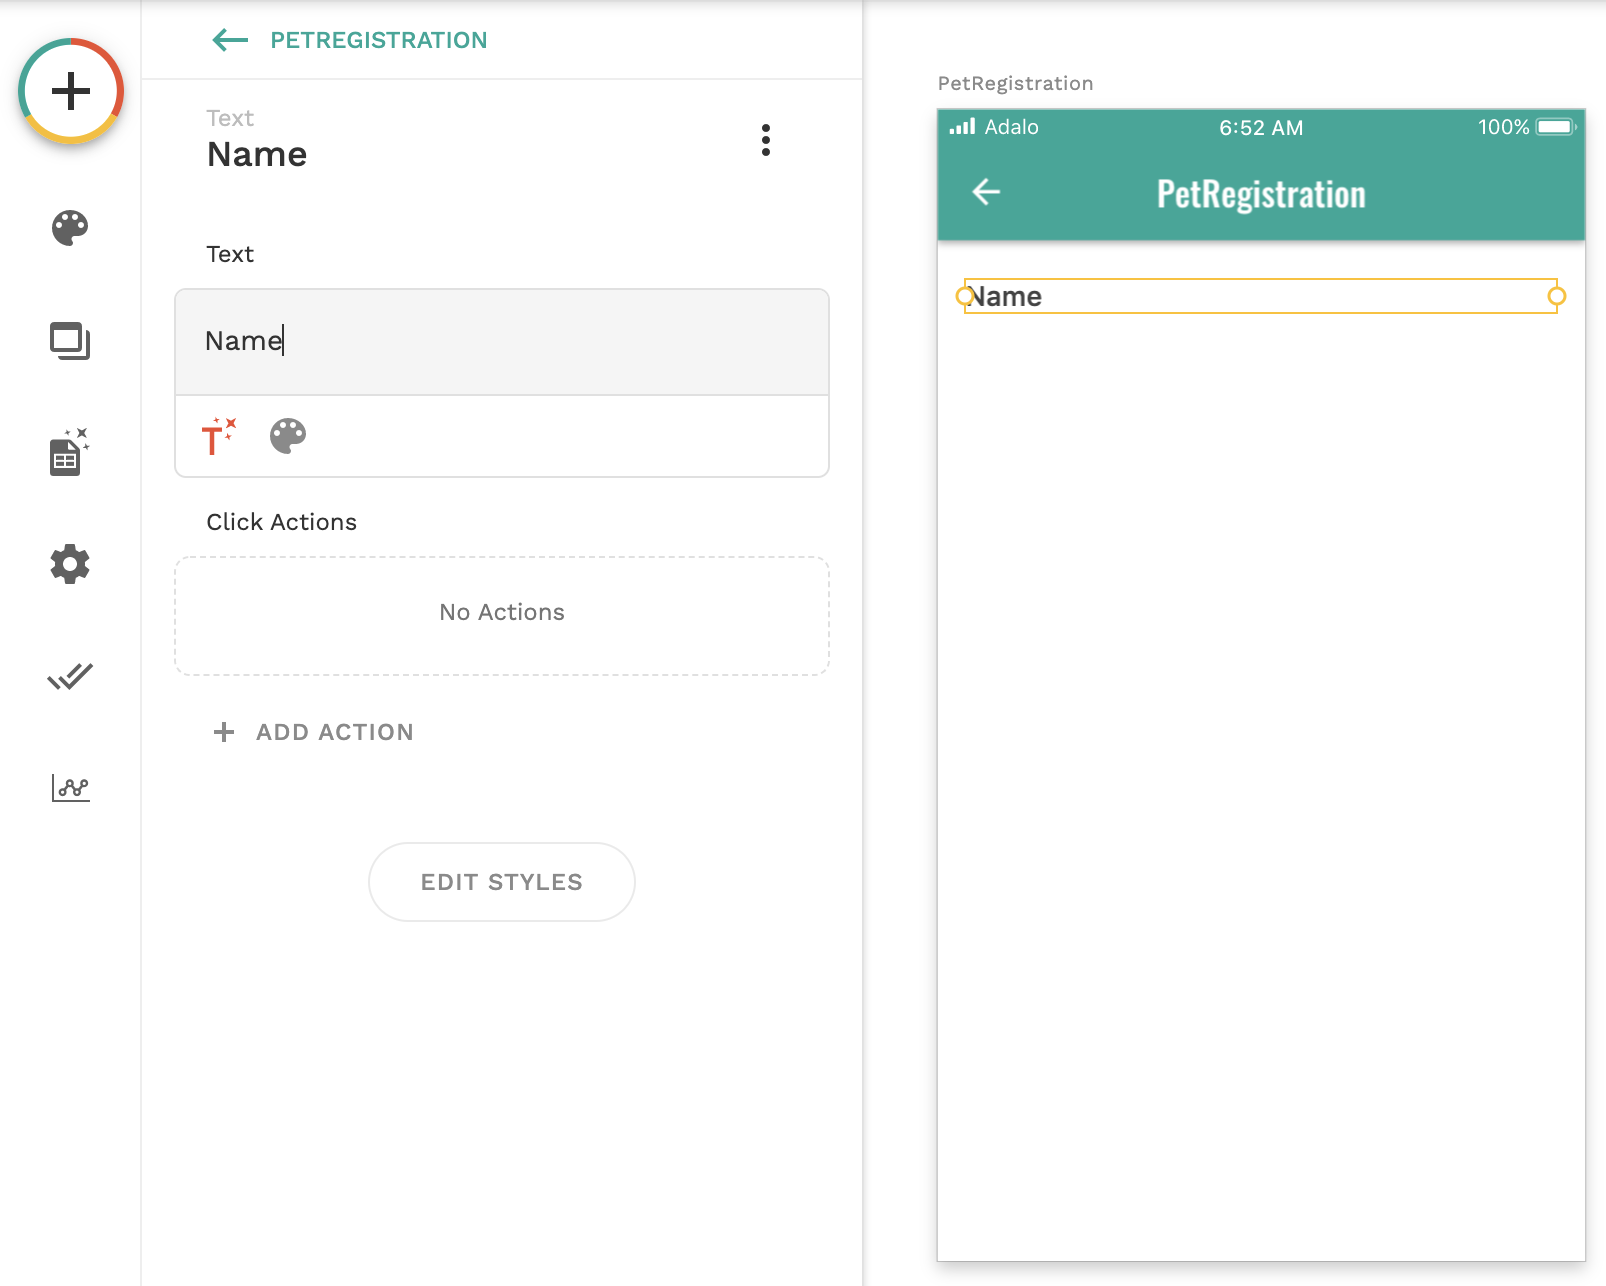 PETREGISTRATION
Text
Name
Text
Name
Click Actions
No Actions
ADD ACTION
EDIT STYLES
PetRegistration
Adalo 6:52 AM 100%
PetRegistration
Name